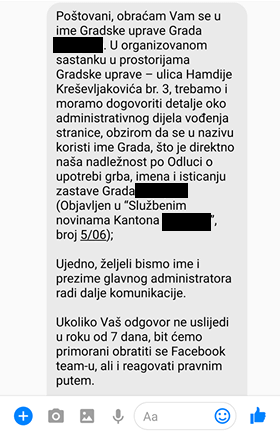 Poštovani, obraćam Vam se u
ime Gradske uprave Grada
. U organizovanom
sastanku u prostorijama
Gradske uprave – ulica Hamdije
Kreševljakovića br. 3, trebamo i
moramo dogovoriti detalje oko
administrativnog dijela vođenja
stranice, obzirom da se u nazivu
koristi ime Grada, što je direktno
naša nadležnost po Odluci o
upotrebi grba, imena i isticanju
zastave Grada
(Objavljen u “Službenim
novinama Kantona ”,
broj 5/06);
Ujedno, željeli bismo ime i
prezime glavnog administratora
radi dalje komunikacije.
Ukoliko Vaš odgovor ne uslijedi
u roku od 7 dana, bit ćemo
primorani obratiti se Facebook
team-u, ali i reagovati pravnim
putem.
Aa